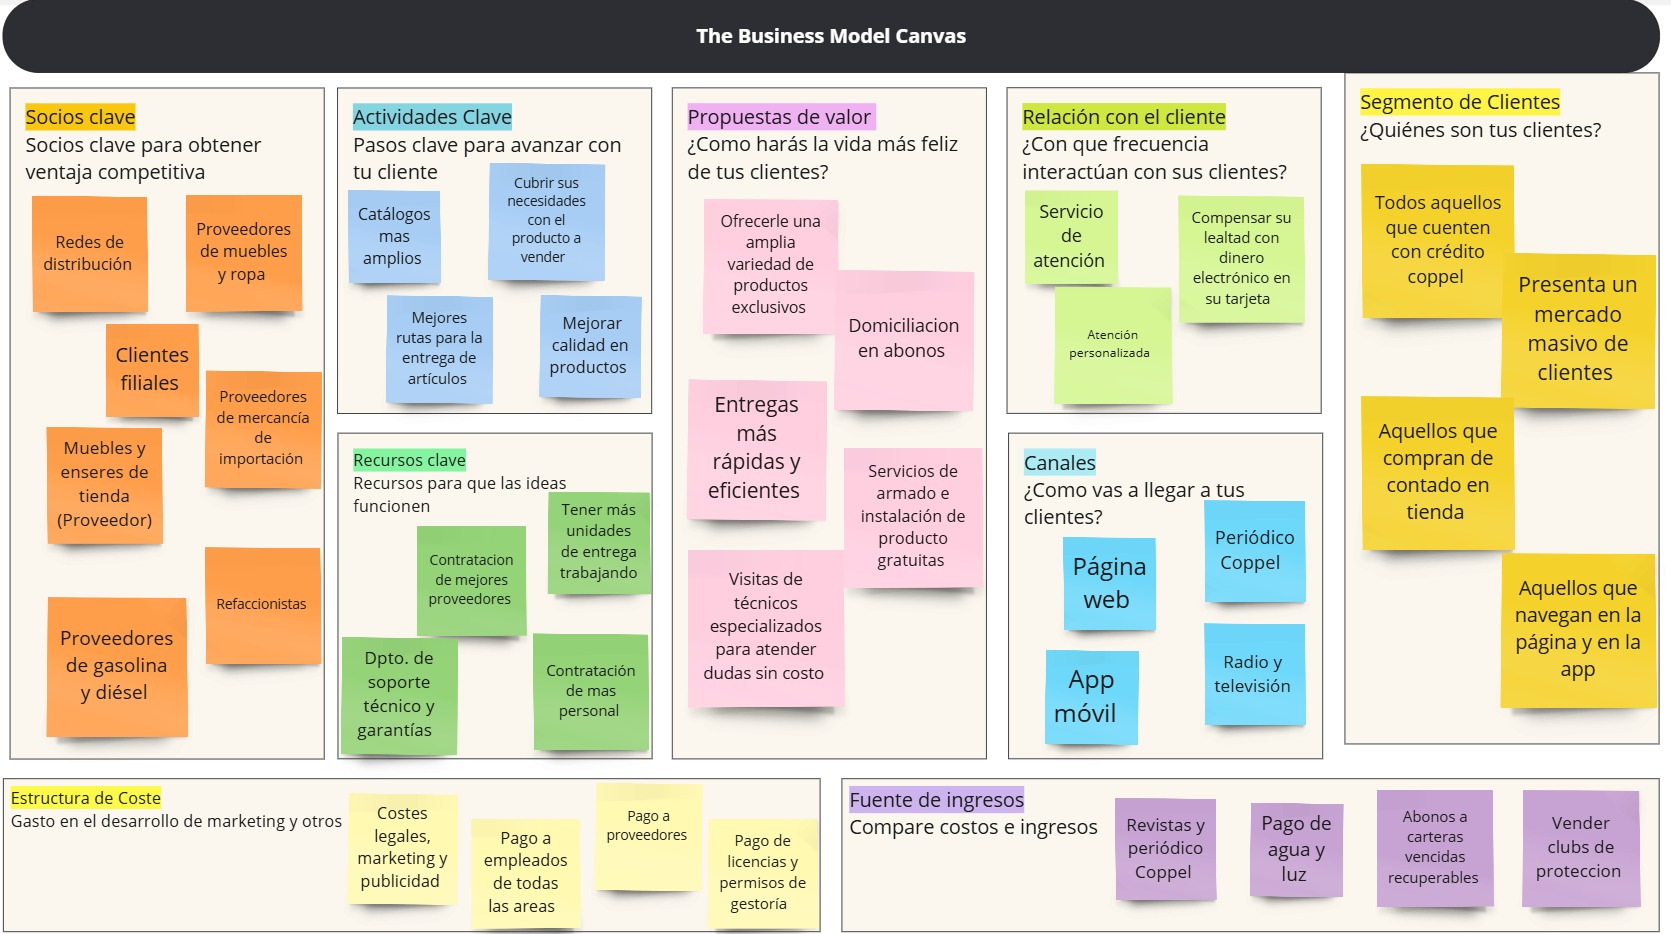 The Business Model Canvas
Socios clave
Socios clave para obtener
ventaja competitiva
Redes de
distribución
Proveedores
de muebles
y ropa
Clientes
filiales
Proveedores
de mercancía
de
importación
Muebles y
enseres de
tienda
(Proveedor)
Refaccionistas
Proveedores
de gasolina
y diésel
Actividades Clave
Pasos clave para avanzar con
tu cliente
Catálogos
mas
amplios
Cubrir sus
necesidades
con el
producto a
vender
Mejores
rutas para la
entrega de
artículos
Mejorar
calidad en
productos
Recursos clave
Recursos para que las ideas
funcionen
Tener más
unidades
de entrega
trabajando
Contratacion
de mejores
proveedores
Dpto. de
soporte
técnico y
garantías
Contratación
de mas
personal
Propuestas de valor
¿Como harás la vida más feliz
de tus clientes?
Ofrecerle una
amplia
variedad de
productos
exclusivos
Domiciliacion
en abonos
Entregas
más
rápidas y
eficientes
Servicios de
armado e
instalación de
producto
gratuitas
Visitas de
técnicos
especializados
para atender
dudas sin costo
Relación con el cliente
¿Con que frecuencia
interactúan con sus clientes?
Servicio
de
atención
Compensar su
lealtad con
dinero
electrónico en
su tarjeta
Atención
personalizada
Canales
¿Como vas a llegar a tus
clientes?
Página
web
Periódico
Coppel
App
móvil
Radio y
televisión
Segmento de Clientes
¿Quiénes son tus clientes?
Todos aquellos
que cuenten
con crédito
coppel
Presenta un
mercado
masivo de
clientes
Aquellos que
compran de
contado en
tienda
Aquellos que
navegan en la
página y en la
app
Estructura de Coste
Gasto en el desarrollo de marketing y otros
Costes
legales,
marketing y
publicidad
Pago a
empleados
de todas
las areas
Pago a
proveedores
Pago de
licencias y
permisos de
gestoría
Fuente de ingresos
Compare costos e ingresos
Revistas y
periódico
Coppel
Pago de
agua y
luz
Abonos a
carteras
vencidas
recuperables
Vender
clubs de
proteccion